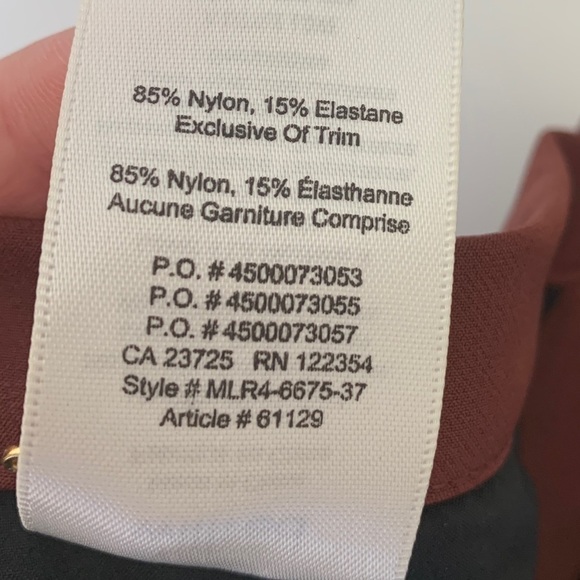 85% Nylon, 15% Elastane
Exclusive Of Trim
85% Nylon, 15% Élasthanne
Aucune Garniture Comprise
P.O. # 4500073053
P.O. # 4500073055
P.O. # 4500073057
CA 23725 RN 122354
Style # MLR4-6675-37
Article # 61129